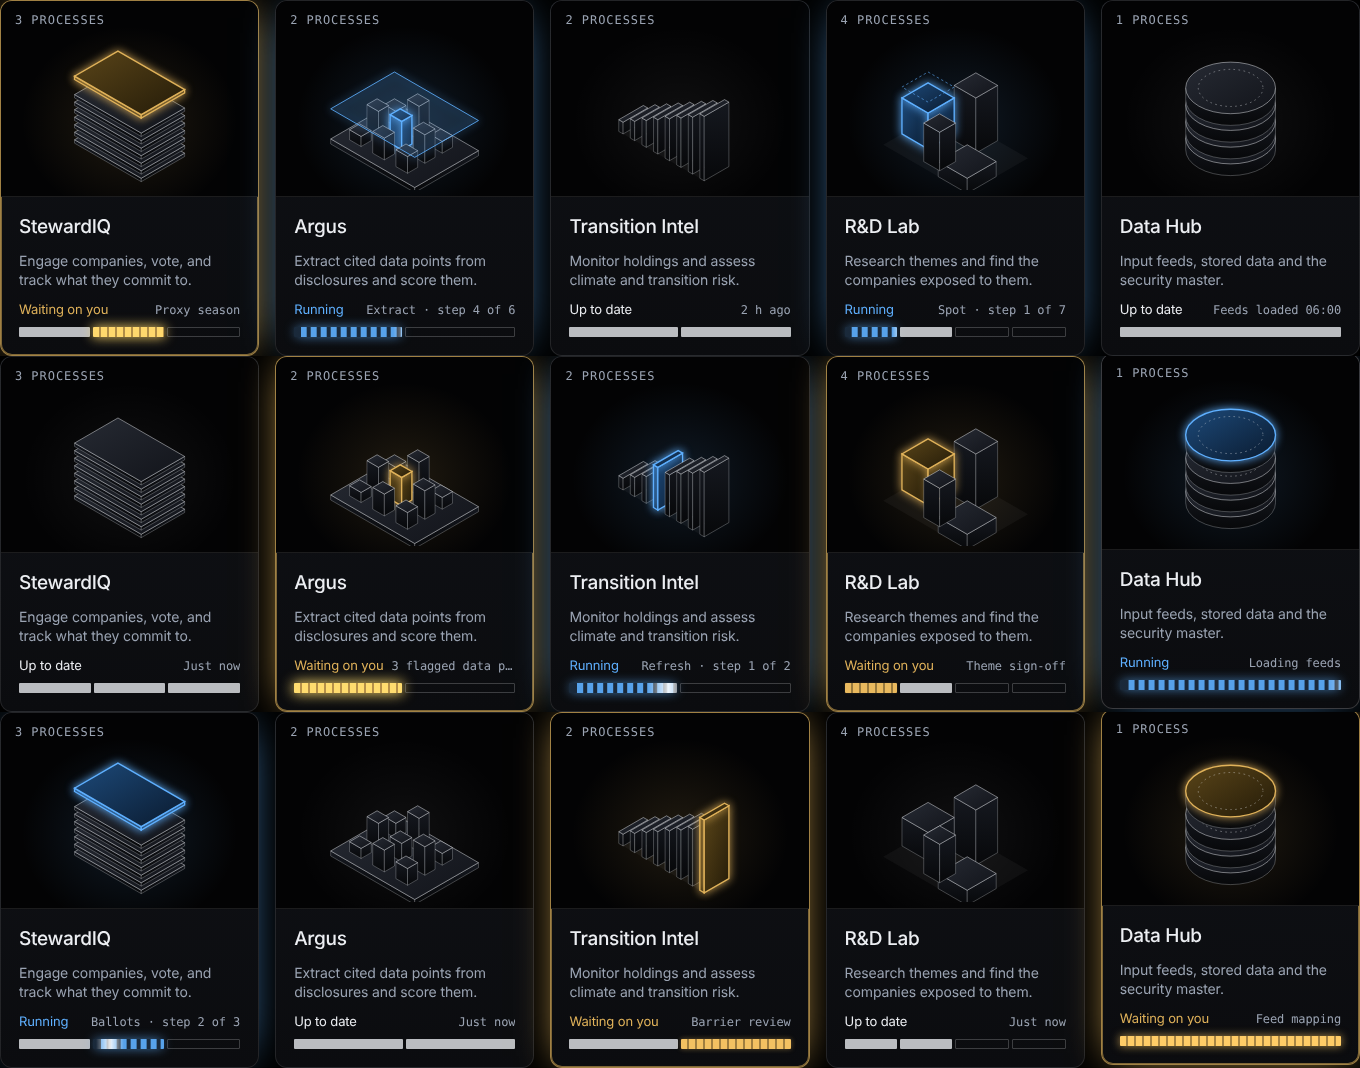 3 PROCESSES
StewardIQ
Engage companies, vote, and
track what they commit to.
Waiting on you Proxy season
2 PROCESSES
Argus
Extract cited data points from
disclosures and score them.
Running Extract · step 4 of 6
2 PROCESSES
Transition Intel
Monitor holdings and assess
climate and transition risk.
Up to date 2 h ago
4 PROCESSES
R&D Lab
Research themes and find the
companies exposed to them.
Running Spot · step 1 of 7
1 PROCESS
Data Hub
Input feeds, stored data and the
security master.
Up to date Feeds loaded 06:00
3 PROCESSES
StewardIQ
Engage companies, vote, and
track what they commit to.
Up to date Just now
2 PROCESSES
Argus
Extract cited data points from
disclosures and score them.
Waiting on you 3 flagged data p…
2 PROCESSES
Transition Intel
Monitor holdings and assess
climate and transition risk.
Running Refresh · step 1 of 2
4 PROCESSES
R&D Lab
Research themes and find the
companies exposed to them.
Waiting on you Theme sign-off
1 PROCESS
Data Hub
Input feeds, stored data and the
security master.
Running Loading feeds
3 PROCESSES
StewardIQ
Engage companies, vote, and
track what they commit to.
Running Ballots · step 2 of 3
2 PROCESSES
Argus
Extract cited data points from
disclosures and score them.
Up to date Just now
2 PROCESSES
Transition Intel
Monitor holdings and assess
climate and transition risk.
Waiting on you Barrier review
4 PROCESSES
R&D Lab
Research themes and find the
companies exposed to them.
Up to date Just now
1 PROCESS
Data Hub
Input feeds, stored data and the
security master.
Waiting on you Feed mapping